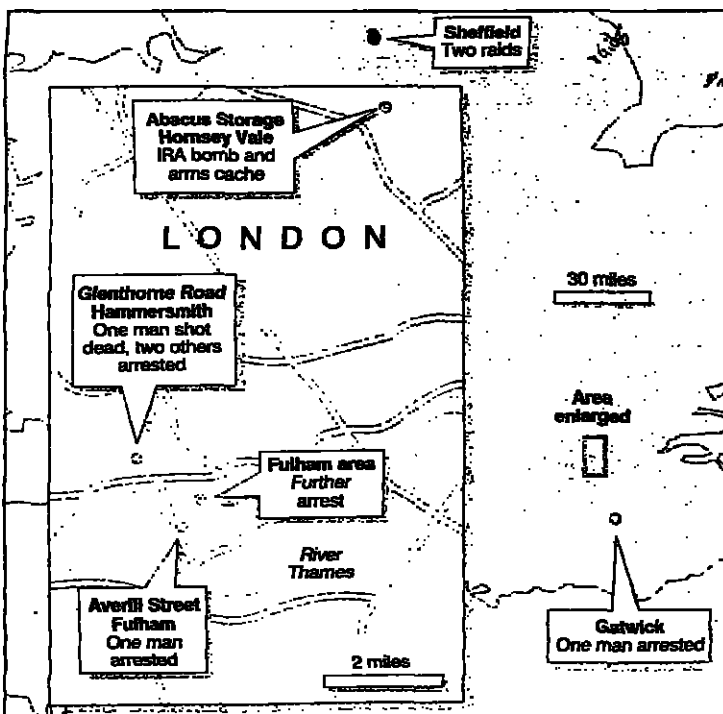 Sheffield
Two raids
Abacus Storage
Hornsey Vale
IRA bomb and
arms cache
LONDON
Glenthorne Road
Hammersmith
One man shot
dead, two others
arrested
30 miles
Area
enlarged
Fulham area
Further
arrest
River
Thames
Averill Street
Fulham
One man
arrested
2 miles
Gatwick
One man arrested